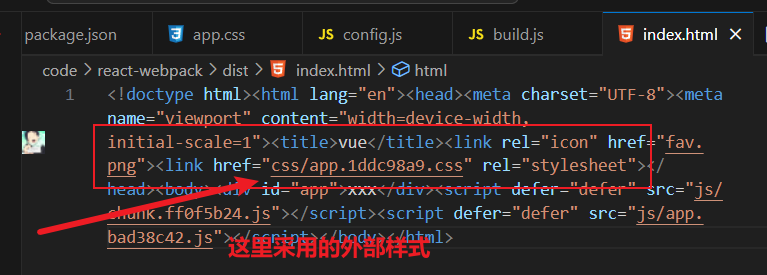 package.json app.css config.js build.js index.html
code > react-webpack > dist > index.html > html
1 <!doctype html><html lang="en"><head><meta charset="UTF-8"><meta
name="viewport" content="width=device-width,
initial-scale=1"><title>vue</title><link rel="icon" href="fav.
png"><link href="css/app.1ddc98a9.css" rel="stylesheet"></
head><body><div id="app">xxx</div><script defer="defer" src="js/
chunk.ff0f5b24.js"></script><script defer="defer" src="js/app.
bad38c42.js"></script></body></html>
这里采用的外部样式